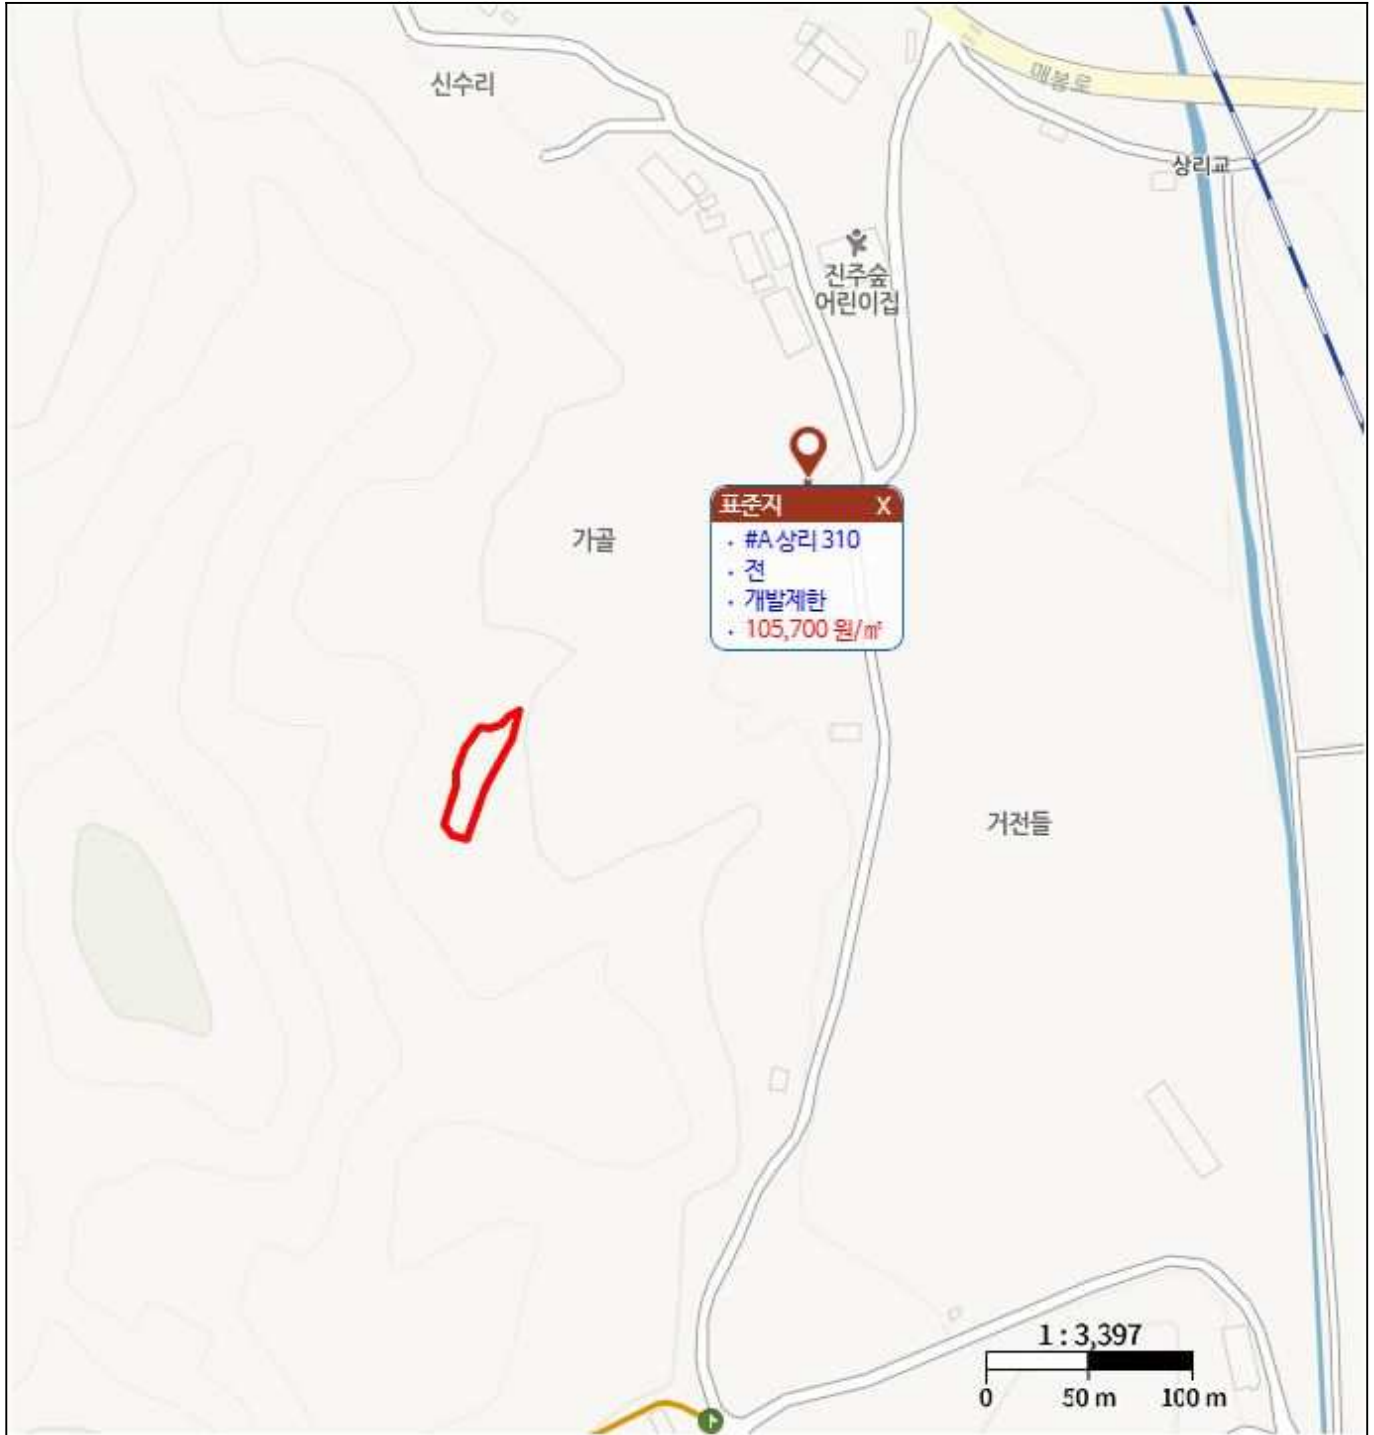 신수리
매봉로
상리교
진주숲
어린이집
표준지 X
· #A 상리 310
· 전
· 개발제한
· 105,700 원/㎡
가골
거전들
1 : 3,397
0 50 m 100 m